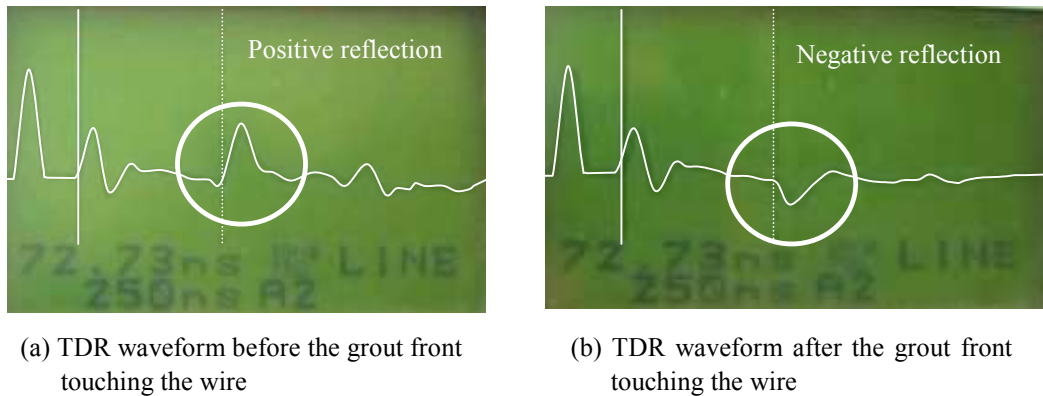 Positive reflection
72.73ns
LINE
250ns A2
(a) TDR waveform before the grout front
touching the wire
Negative reflection
72.73ns
LINE
250ns A2
(b) TDR waveform after the grout front
touching the wire